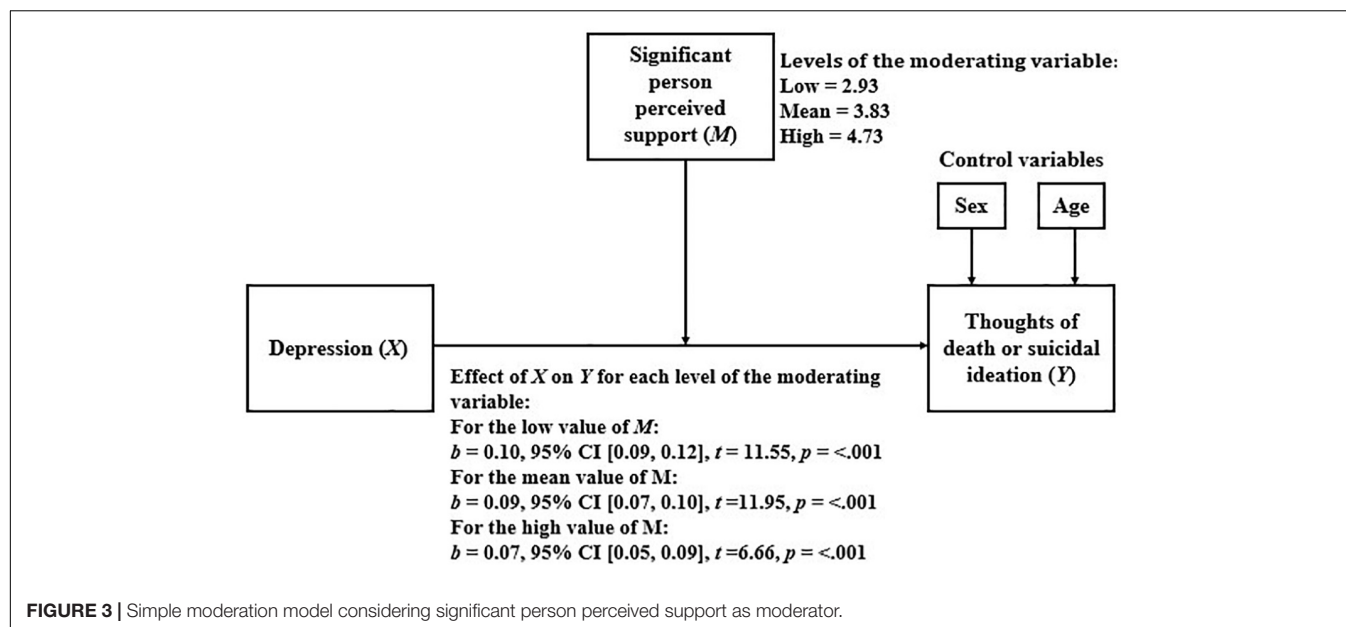 Significant
person
perceived
support (M)
Levels of the moderating variable:
Low = 2.93
Mean = 3.83
High = 4.73
Control variables
Sex
Age
Depression (X)
Thoughts of
death or suicidal
ideation (Y)
Effect of X on Y for each level of the moderating
variable:
For the low value of M:
b = 0.10, 95% CI [0.09, 0.12], t = 11.55, p = <.001
For the mean value of M:
b = 0.09, 95% CI [0.07, 0.10], t =11.95, p = <.001
For the high value of M:
b = 0.07, 95% CI [0.05, 0.09], t =6.66, p = <.001
FIGURE 3 | Simple moderation model considering significant person perceived support as moderator.